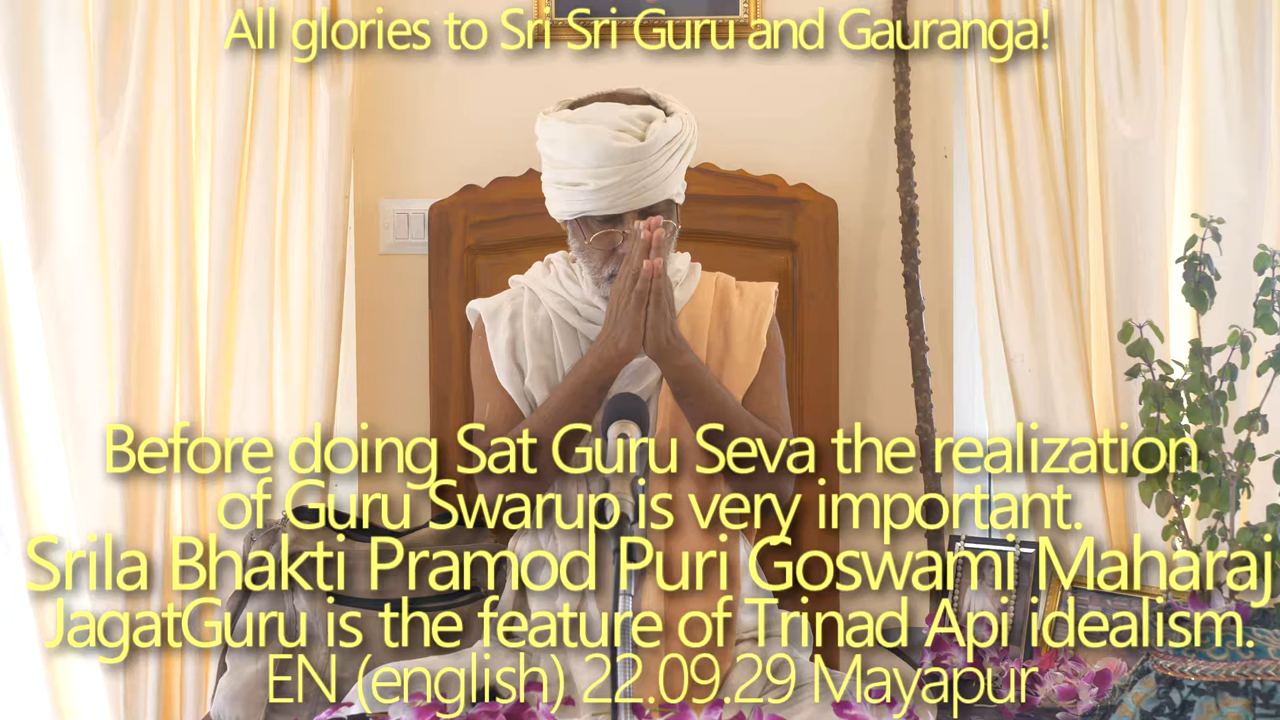 All glories to Sri Sri Guru and Gauranga!
Before doing Sat Guru Seva the realization
of Guru Swarup is very important.
Srila Bhakti Pramod Puri Goswami Maharaj
JagatGuru is the feature of Trinad Api idealism.
EN (english) 22.09.29 Mayapur